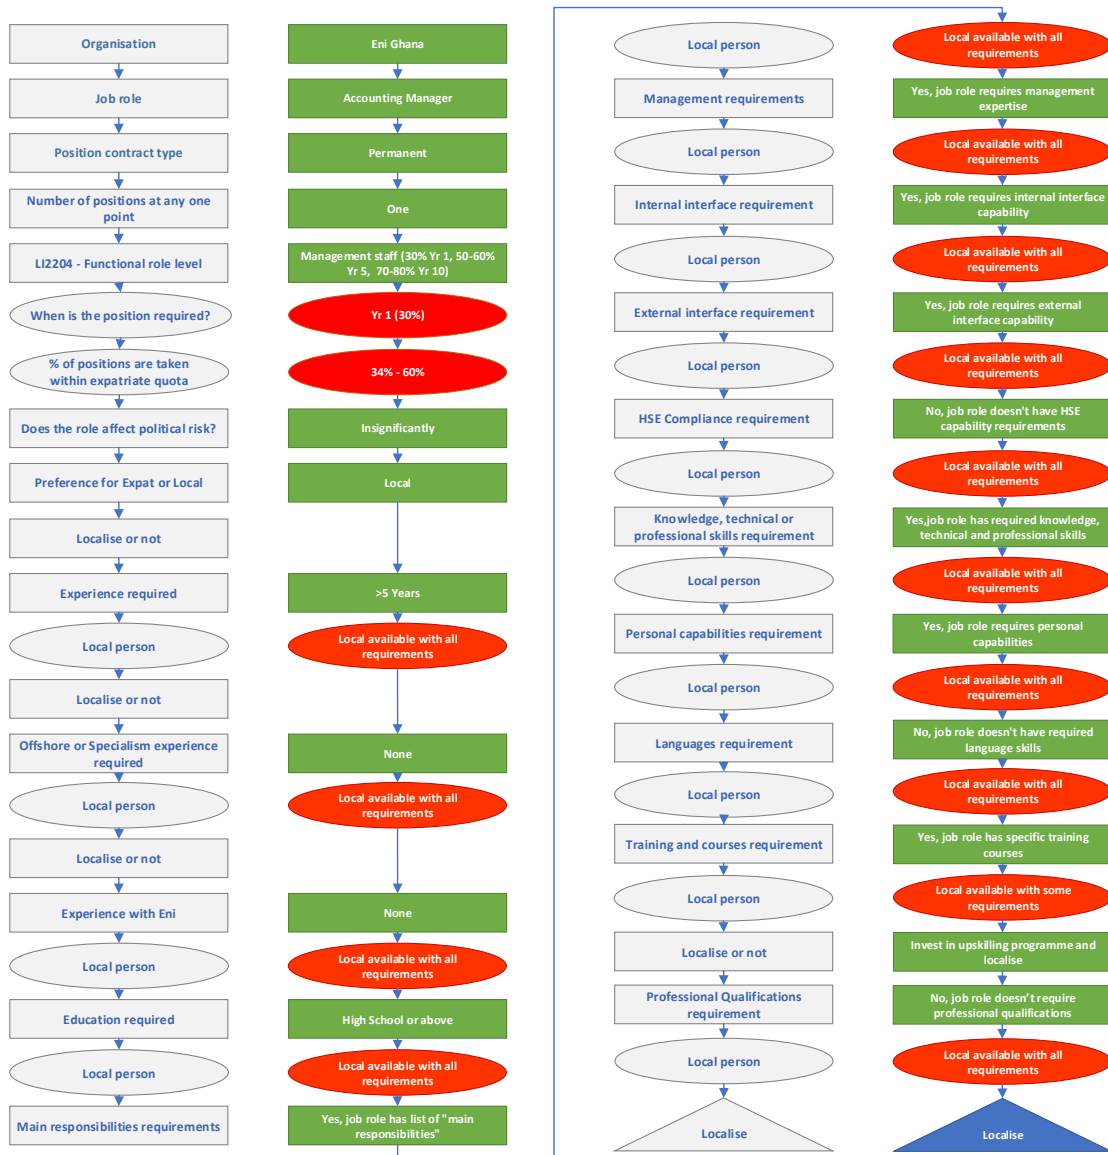 Organisation
Job role
Position contract type
Number of positions at any one
point
LI2204 - Functional role level
When is the position required?
% of positions are taken
within expatriate quota
Does the role affect political risk?
Preference for Expat or Local
Localise or not
Experience required
Local person
Localise or not
Offshore or Specialism experience
required
Local person
Localise or not
Experience with Eni
Local person
Education required
Local person
Main responsibilities requirements
Eni Ghana
Accounting Manager
Permanent
One
Management staff (30% Yr 1, 50-60%
Yr 5,  70-80% Yr 10)
Yr 1 (30%)
34% - 60%
Insignificantly
Local
>5 Years
Local available with all
requirements
None
Local available with all
requirements
None
Local available with all
requirements
High School or above
Local available with all
requirements
Yes, job role has list of "main
responsibilities"
Local person
Management requirements
Local person
Internal interface requirement
Local person
External interface requirement
Local person
HSE Compliance requirement
Local person
Knowledge, technical or
professional skills requirement
Local person
Personal capabilities requirement
Local person
Languages requirement
Local person
Training and courses requirement
Local person
Localise or not
Professional Qualifications
requirement
Local person
Localise
Local available with all
requirements
Yes, job role requires management
expertise
Local available with all
requirements
Yes, job role requires internal interface
capability
Local available with all
requirements
Yes, job role requires external
interface capability
Local available with all
requirements
No, job role doesn't have HSE
capability requirements
Local available with all
requirements
Yes,job role has required knowledge,
technical and professional skills
Local available with all
requirements
Yes, job role requires personal
capabilities
Local available with all
requirements
No, job role doesn't have required
language skills
Local available with all
requirements
Yes, job role has specific training
courses
Local available with some
requirements
Invest in upskilling programme and
localise
No, job role doesn't require
professional qualifications
Local available with all
requirements
Localise